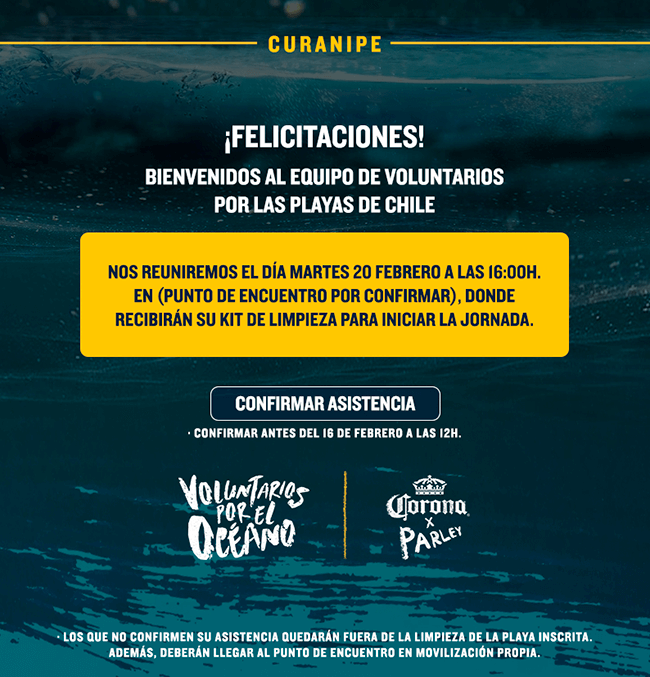 CURANIPE
¡FELICITACIONES!
BIENVENIDOS AL EQUIPO DE VOLUNTARIOS
POR LAS PLAYAS DE CHILE
NOS REUNIREMOS EL DÍA MARTES 20 FEBRERO A LAS 16:00H.
EN (PUNTO DE ENCUENTRO POR CONFIRMAR), DONDE
RECIBIRÁN SU KIT DE LIMPIEZA PARA INICIAR LA JORNADA.
CONFIRMAR ASISTENCIA
· CONFIRMAR ANTES DEL 16 DE FEBRERO A LAS 12H.
VOLUNTARIOS
POR EL
OCÉANO
Corona
X
PARLEY
· LOS QUE NO CONFIRMEN SU ASISTENCIA QUEDARÁN FUERA DE LA LIMPIEZA DE LA PLAYA INSCRITA.
ADEMÁS, DEBERÁN LLEGAR AL PUNTO DE ENCUENTRO EN MOVILIZACIÓN PROPIA.